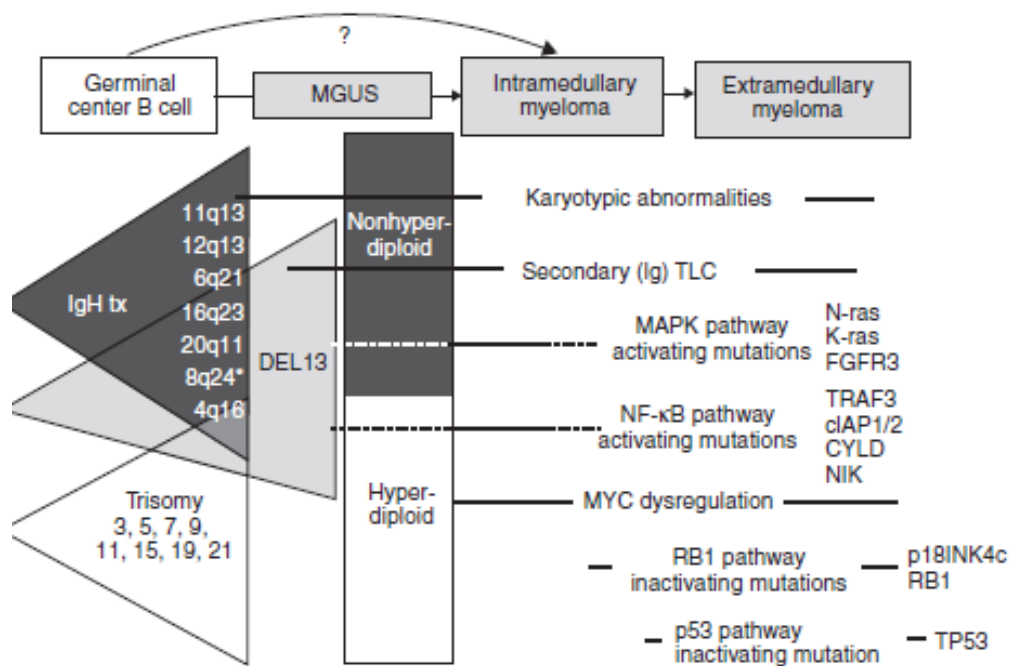 ?
Germinal
center B cell
MGUS
Intramedullary
myeloma
Extramedullary
myeloma
IgH tx
11q13
12q13
6q21
16q23
20q11
8q24*
4q16
DEL13
Trisomy
3, 5, 7, 9,
11, 15, 19, 21
Nonhyper-
diploid
Hyper-
diploid
Karyotypic abnormalities
Secondary (Ig) TLC
MAPK pathway
activating mutations
N-ras
K-ras
FGFR3
NF-κB pathway
activating mutations
TRAF3
cIAP1/2
CYLD
NIK
MYC dysregulation
RB1 pathway
inactivating mutations
p18INK4c
RB1
p53 pathway
inactivating mutation
TP53